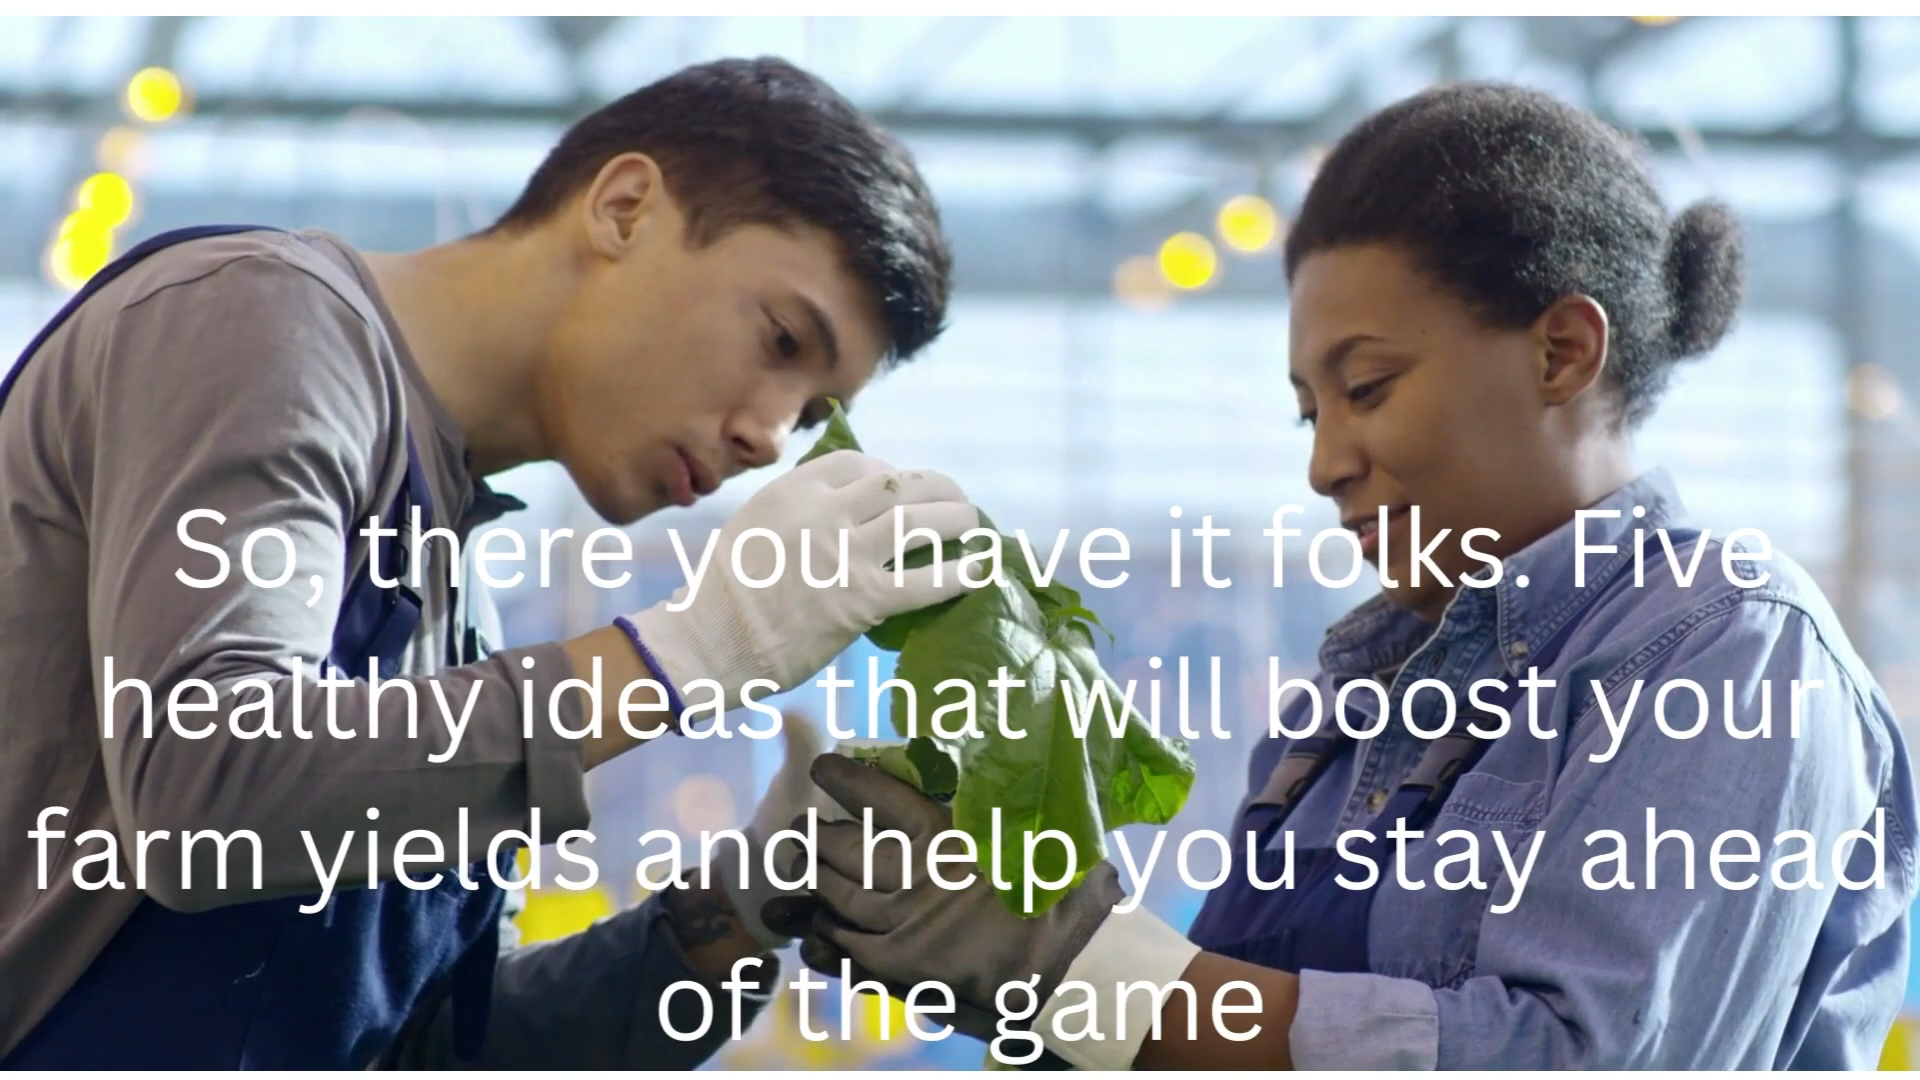 So, there you have it folks. Five
healthy ideas that will boost your
farm yields and help you stay ahead
of the game